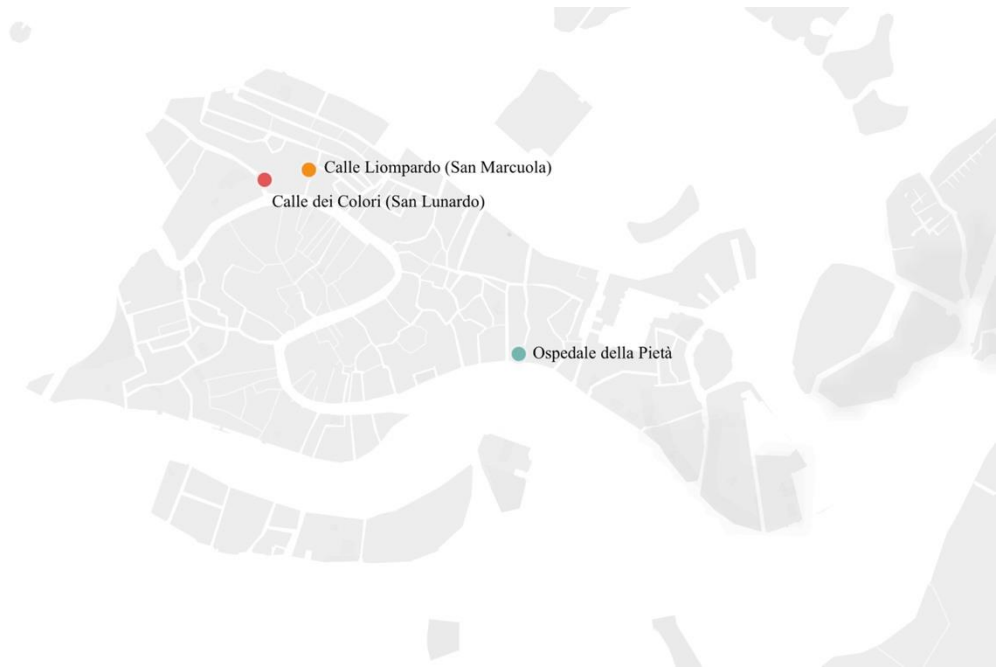 Calle Liompardo (San Marcuola)
Calle dei Colori (San Lunardo)
Ospedale della Pietà